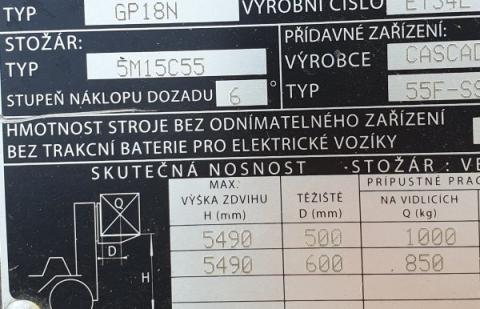 TYP GP18N VÝROBNÍ ČÍSLO
STOŽÁR:
TYP 5M15C55
STUPEŇ NÁKLOPU DOZADU 6 °
PŘÍDAVNÉ ZAŘÍZENÍ:
VÝROBCE CASCAD
TYP 55F-SS
HMOTNOST STROJE BEZ ODNÍMATELNÉHO ZAŘÍZENÍ
BEZ TRAKCNÍ BATERIE PRO ELEKTRICKÉ VOZÍKY
SKUTEČNÁ NOSNOST · STOŽÁR: VE
MAX. VÝŠKA ZDVIHU H (mm) TĚŽIŠTĚ D (mm) PŘÍPUSTNÉ PRAC NA VIDLICÍCH Q (kg)
5490 500 1000
5490 600 850
Q
D
H